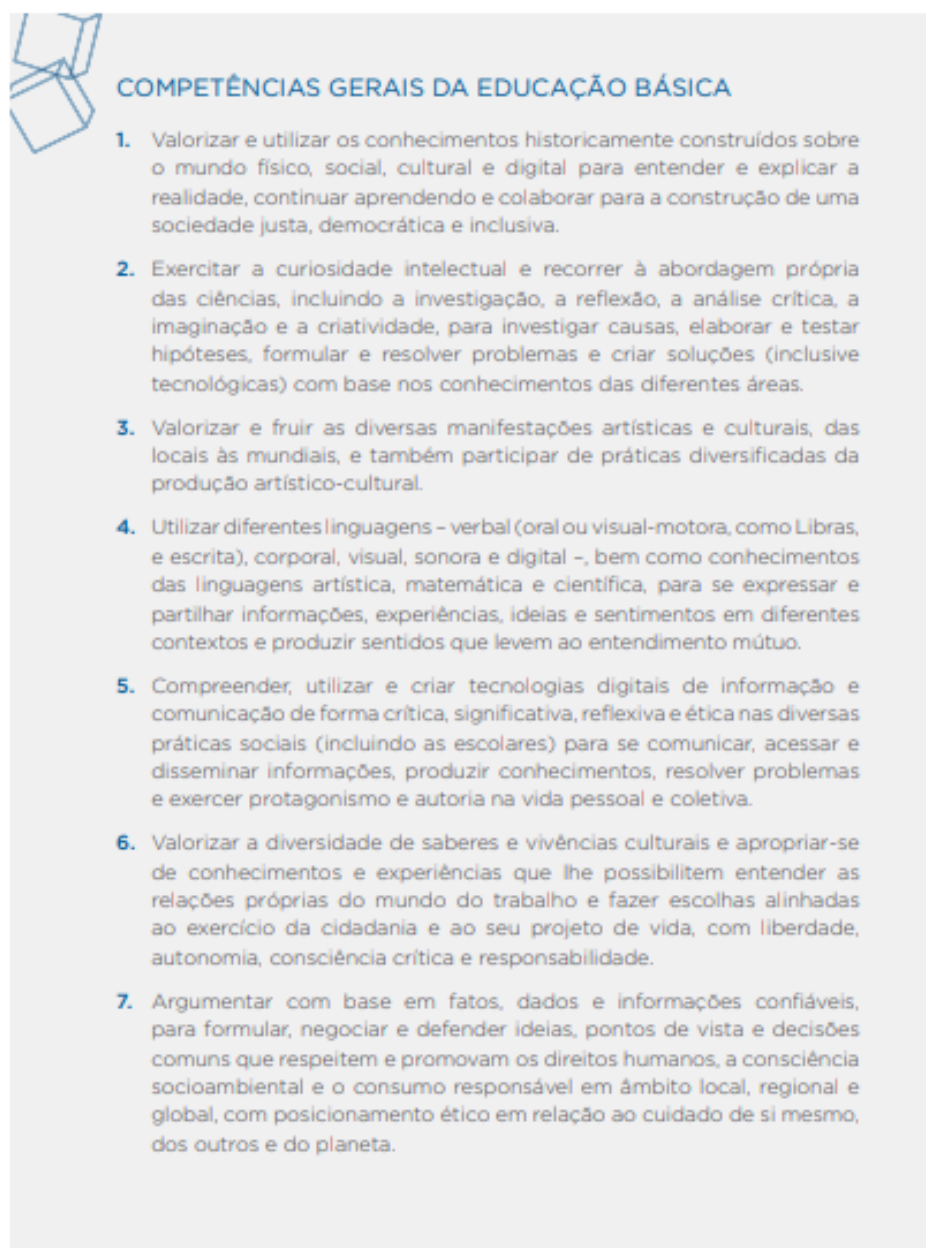 COMPETÊNCIAS GERAIS DA EDUCAÇÃO BÁSICA
1. Valorizar e utilizar os conhecimentos historicamente construídos sobre
o mundo físico, social, cultural e digital para entender e explicar a
realidade, continuar aprendendo e colaborar para a construção de uma
sociedade justa, democrática e inclusiva.
2. Exercitar a curiosidade intelectual e recorrer à abordagem própria
das ciências, incluindo a investigação, a reflexão, a análise crítica, a
imaginação e a criatividade, para investigar causas, elaborar e testar
hipóteses, formular e resolver problemas e criar soluções (inclusive
tecnológicas) com base nos conhecimentos das diferentes áreas.
3. Valorizar e fruir as diversas manifestações artísticas e culturais, das
locais às mundiais, e também participar de práticas diversificadas da
produção artístico-cultural.
4. Utilizar diferentes linguagens – verbal (oral ou visual-motora, como Libras,
e escrita), corporal, visual, sonora e digital –, bem como conhecimentos
das linguagens artística, matemática e científica, para se expressar e
partilhar informações, experiências, ideias e sentimentos em diferentes
contextos e produzir sentidos que levem ao entendimento mútuo.
5. Compreender, utilizar e criar tecnologias digitais de informação e
comunicação de forma crítica, significativa, reflexiva e ética nas diversas
práticas sociais (incluindo as escolares) para se comunicar, acessar e
disseminar informações, produzir conhecimentos, resolver problemas
e exercer protagonismo e autoria na vida pessoal e coletiva.
6. Valorizar a diversidade de saberes e vivências culturais e apropriar-se
de conhecimentos e experiências que lhe possibilitem entender as
relações próprias do mundo do trabalho e fazer escolhas alinhadas
ao exercício da cidadania e ao seu projeto de vida, com liberdade,
autonomia, consciência crítica e responsabilidade.
7. Argumentar com base em fatos, dados e informações confiáveis,
para formular, negociar e defender ideias, pontos de vista e decisões
comuns que respeitem e promovam os direitos humanos, a consciência
socioambiental e o consumo responsável em âmbito local, regional e
global, com posicionamento ético em relação ao cuidado de si mesmo,
dos outros e do planeta.